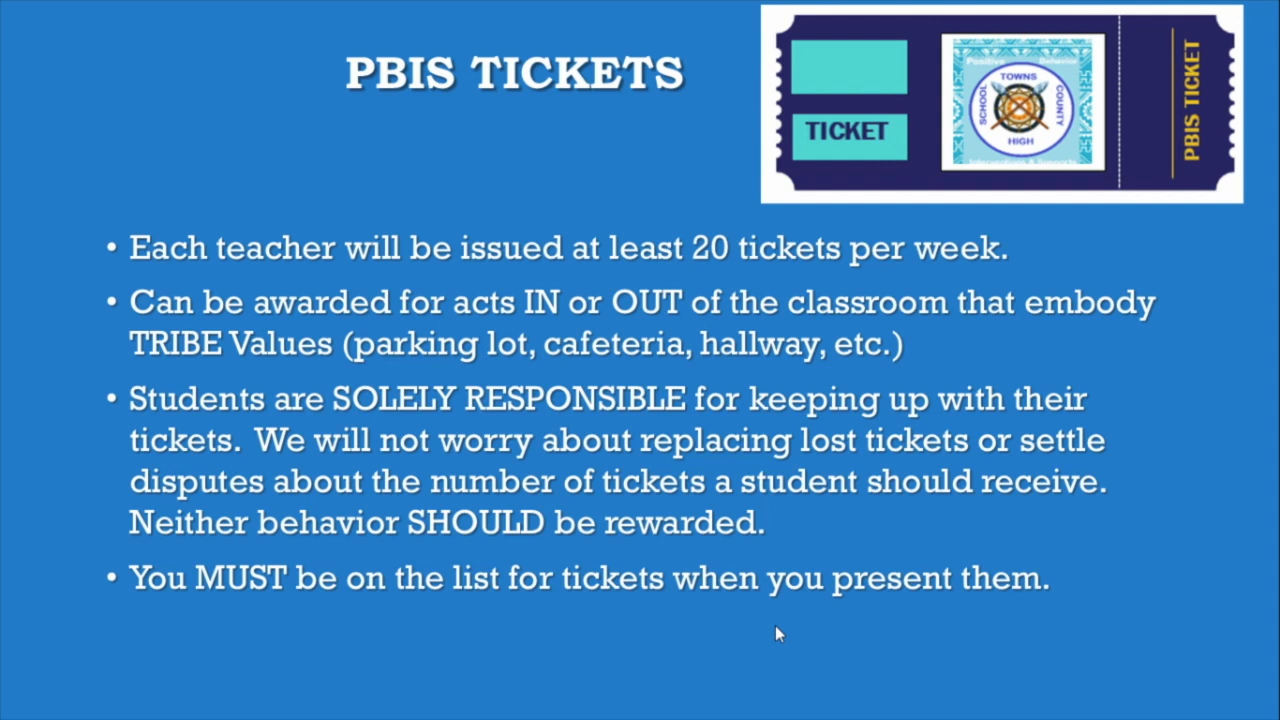 PBIS TICKETS
TICKET
Positive Behavior
TOWNS
SCHOOL
COUNTY
HIGH
Interventions & Supports
PBIS TICKET
• Each teacher will be issued at least 20 tickets per week.
• Can be awarded for acts IN or OUT of the classroom that embody
TRIBE Values (parking lot, cafeteria, hallway, etc.)
• Students are SOLELY RESPONSIBLE for keeping up with their
tickets. We will not worry about replacing lost tickets or settle
disputes about the number of tickets a student should receive.
Neither behavior SHOULD be rewarded.
• You MUST be on the list for tickets when you present them.